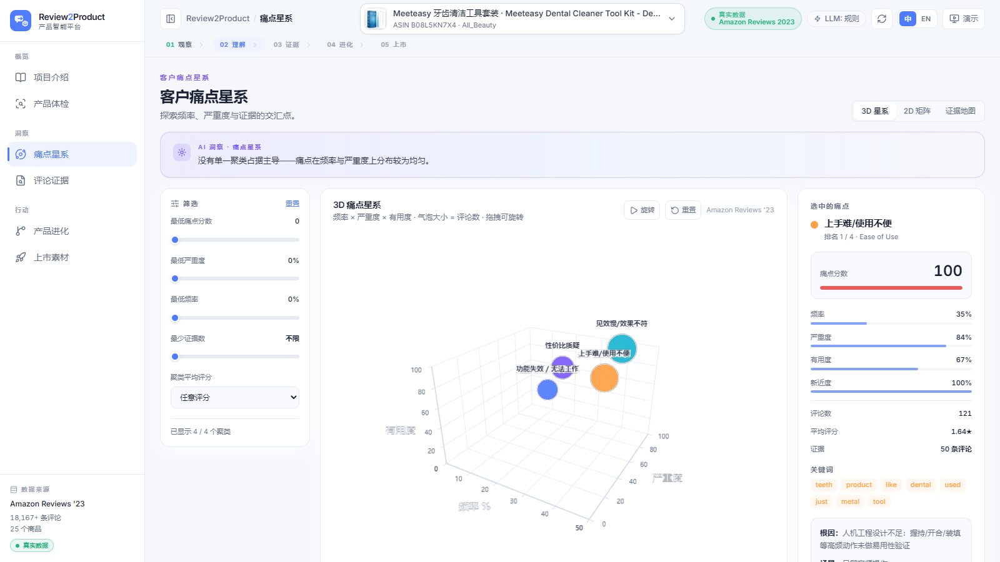 Review2Product
产品智能平台
概览
项目介绍
产品体检
洞察
痛点星系
评论证据
行动
产品进化
上市素材
数据来源
Amazon Reviews '23
18,167+ 条评论
25 个商品
真实数据
Review2Product / 客户痛点星系
Meeteasy 牙齿清洁工具套装 · Meeteasy Dental Cleaner Tool Kit - De...
ASIN B08L5KN7X4 · All_Beauty
真实数据
Amazon Reviews 2023
LLM: 规则
中 EN
演示
01 观察
02 理解
03 证据
04 进化
05 上市
客户痛点星系
客户痛点星系
探索频率、严重度与证据的交汇点。
3D 星系
2D 矩阵
证据地图
AI 洞察 · 痛点星系
没有单一聚类占据主导——痛点在频率与严重度上分布较为均匀。
筛选 重置
最低痛点分数 0
最低严重度 0%
最低频率 0%
最少证据数 不限
聚类平均评分
任意评分
已显示 4 / 4 个聚类
3D 痛点星系
频率 × 严重度 × 有用度 · 气泡大小 = 评论数 · 拖拽可旋转
旋转
重置
Amazon Reviews '23
见效慢/效果不符
性价比质疑
上手难/使用不便
功能失效 / 无法工作
100
80
60
有用度
40
20
0
10
20
30
40
50
频率 %
0
20
40
60
80
100
严重度
选中的痛点
上手难/使用不便
排名 1 / 4 · Ease of Use
痛点分数 100
频率 35%
严重度 84%
有用度 67%
新近度 100%
评论数 121
平均评分 1.64★
证据 50 条评论
关键词
teeth product like dental used
just metal tool
根因：人机工程设计不足：握持/开合/装填
等高频动作未做易用性验证